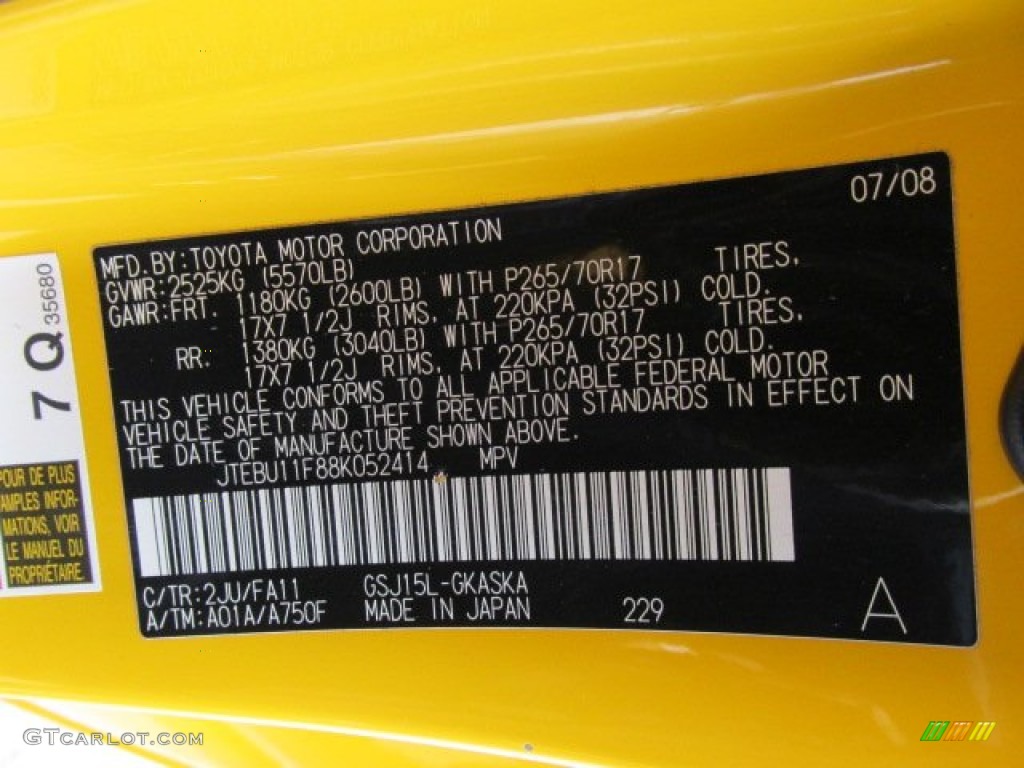 07/08
MFD.BY:TOYOTA MOTOR CORPORATION
GVWR:2525KG (5570LB)
GAWR:FRT. 1180KG (2600LB) WITH P265/70R17 TIRES,
17X7 1/2J RIMS, AT 220KPA (32PSI) COLD.
RR: 1380KG (3040LB) WITH P265/70R17 TIRES,
17X7 1/2J RIMS, AT 220KPA (32PSI) COLD.
THIS VEHICLE CONFORMS TO ALL APPLICABLE FEDERAL MOTOR
VEHICLE SAFETY AND THEFT PREVENTION STANDARDS IN EFFECT ON
THE DATE OF MANUFACTURE SHOWN ABOVE.
JTEBU11F88K052414 MPV
C/TR:2JU/FA11 GSJ15L-GKASKA
A/TM:A01A/A750F MADE IN JAPAN 229 A
7 Q 35680
POUR DE PLUS
AMPLES INFOR-
MATIONS, VOIR
LE MANUEL DU
PROPRIÉTAIRE.
GTCARLOT.COM